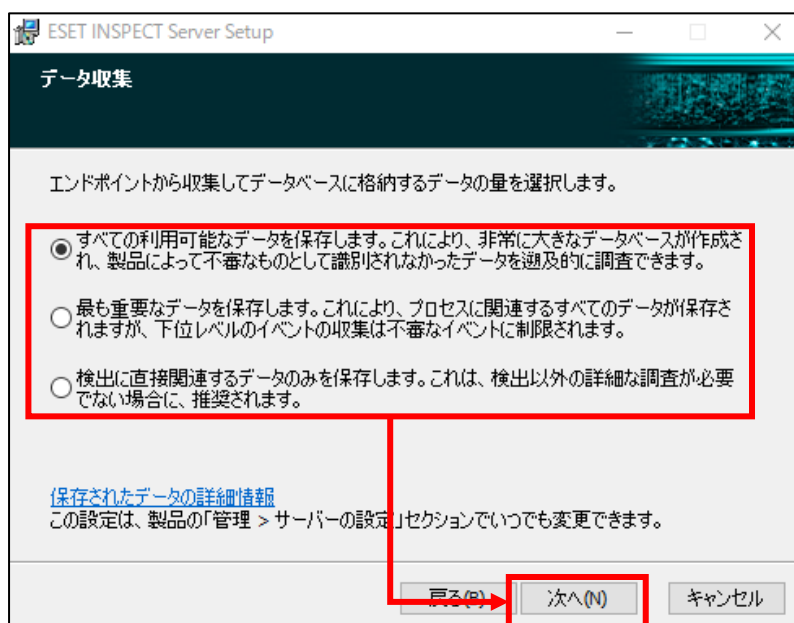 ESET INSPECT Server Setup
データ収集
エンドポイントから収集してデータベースに格納するデータの量を選択します。
すべての利用可能なデータを保存します。これにより、非常に大きなデータベースが作成さ
れ、製品によって不審なものとして識別されなかったデータを遡及的に調査できます。
最も重要なデータを保存します。これにより、プロセスに関連するすべてのデータが保存さ
れますが、下位レベルのイベントの収集は不審なイベントに制限されます。
検出に直接関連するデータのみを保存します。これは、検出以外の詳細な調査が必要
でない場合に、推奨されます。
保存されたデータの詳細情報
この設定は、製品の「管理 > サーバーの設定」セクションでいつでも変更できます。
戻る(B) 次へ(N) キャンセル